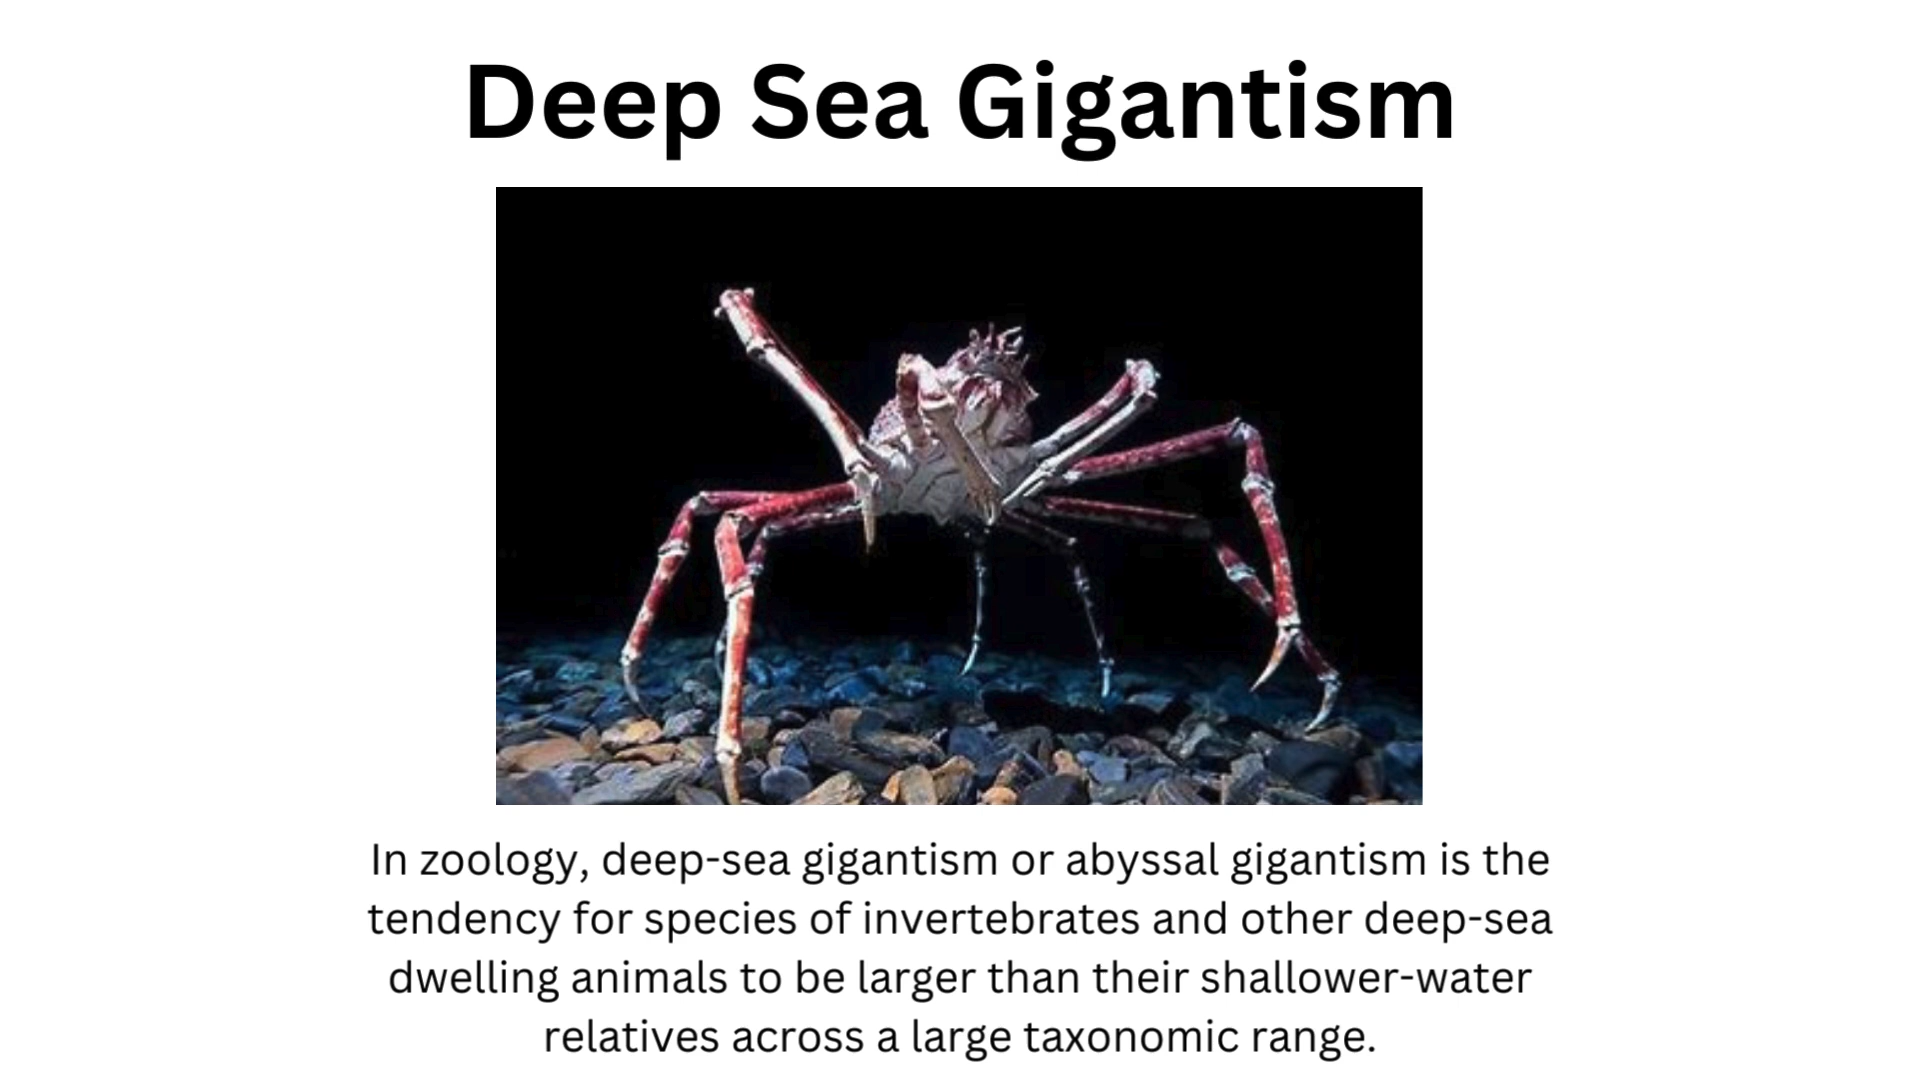 Deep Sea Gigantism
In zoology, deep-sea gigantism or abyssal gigantism is the
tendency for species of invertebrates and other deep-sea
dwelling animals to be larger than their shallower-water
relatives across a large taxonomic range.